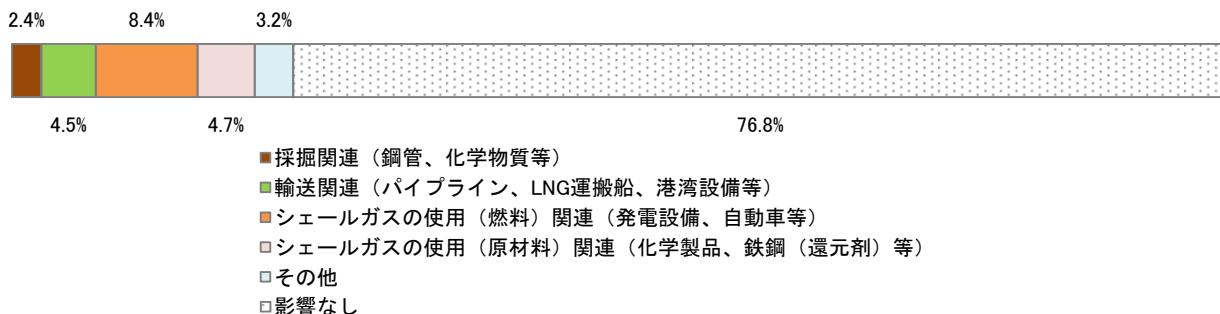 2.4% 8.4% 3.2%
4.5% 4.7% 76.8%
採掘関連（鋼管、化学物質等）
輸送関連（パイプライン、LNG運搬船、港湾設備等）
シェールガスの使用（燃料）関連（発電設備、自動車等）
シェールガスの使用（原材料）関連（化学製品、鉄鋼（還元剤）等）
その他
影響なし